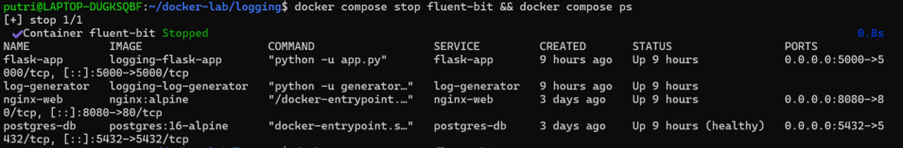 putri@LAPTOP-DUGKSQBF:~/docker-lab/logging$ docker compose stop fluent-bit && docker compose ps
[+] stop 1/1
✔Container fluent-bit Stopped 0.8s
NAME IMAGE COMMAND SERVICE CREATED STATUS PORTS
flask-app logging-flask-app "python -u app.py" flask-app 9 hours ago Up 9 hours 0.0.0.0:5000->5
000/tcp, [::]:5000->5000/tcp
log-generator logging-log-generator "python -u generator…" log-generator 9 hours ago Up 9 hours
nginx-web nginx:alpine "/docker-entrypoint.…" nginx-web 3 days ago Up 9 hours 0.0.0.0:8080->8
0/tcp, [::]:8080->80/tcp
postgres-db postgres:16-alpine "docker-entrypoint.s…" postgres-db 3 days ago Up 9 hours (healthy) 0.0.0.0:5432->5
432/tcp, [::]:5432->5432/tcp